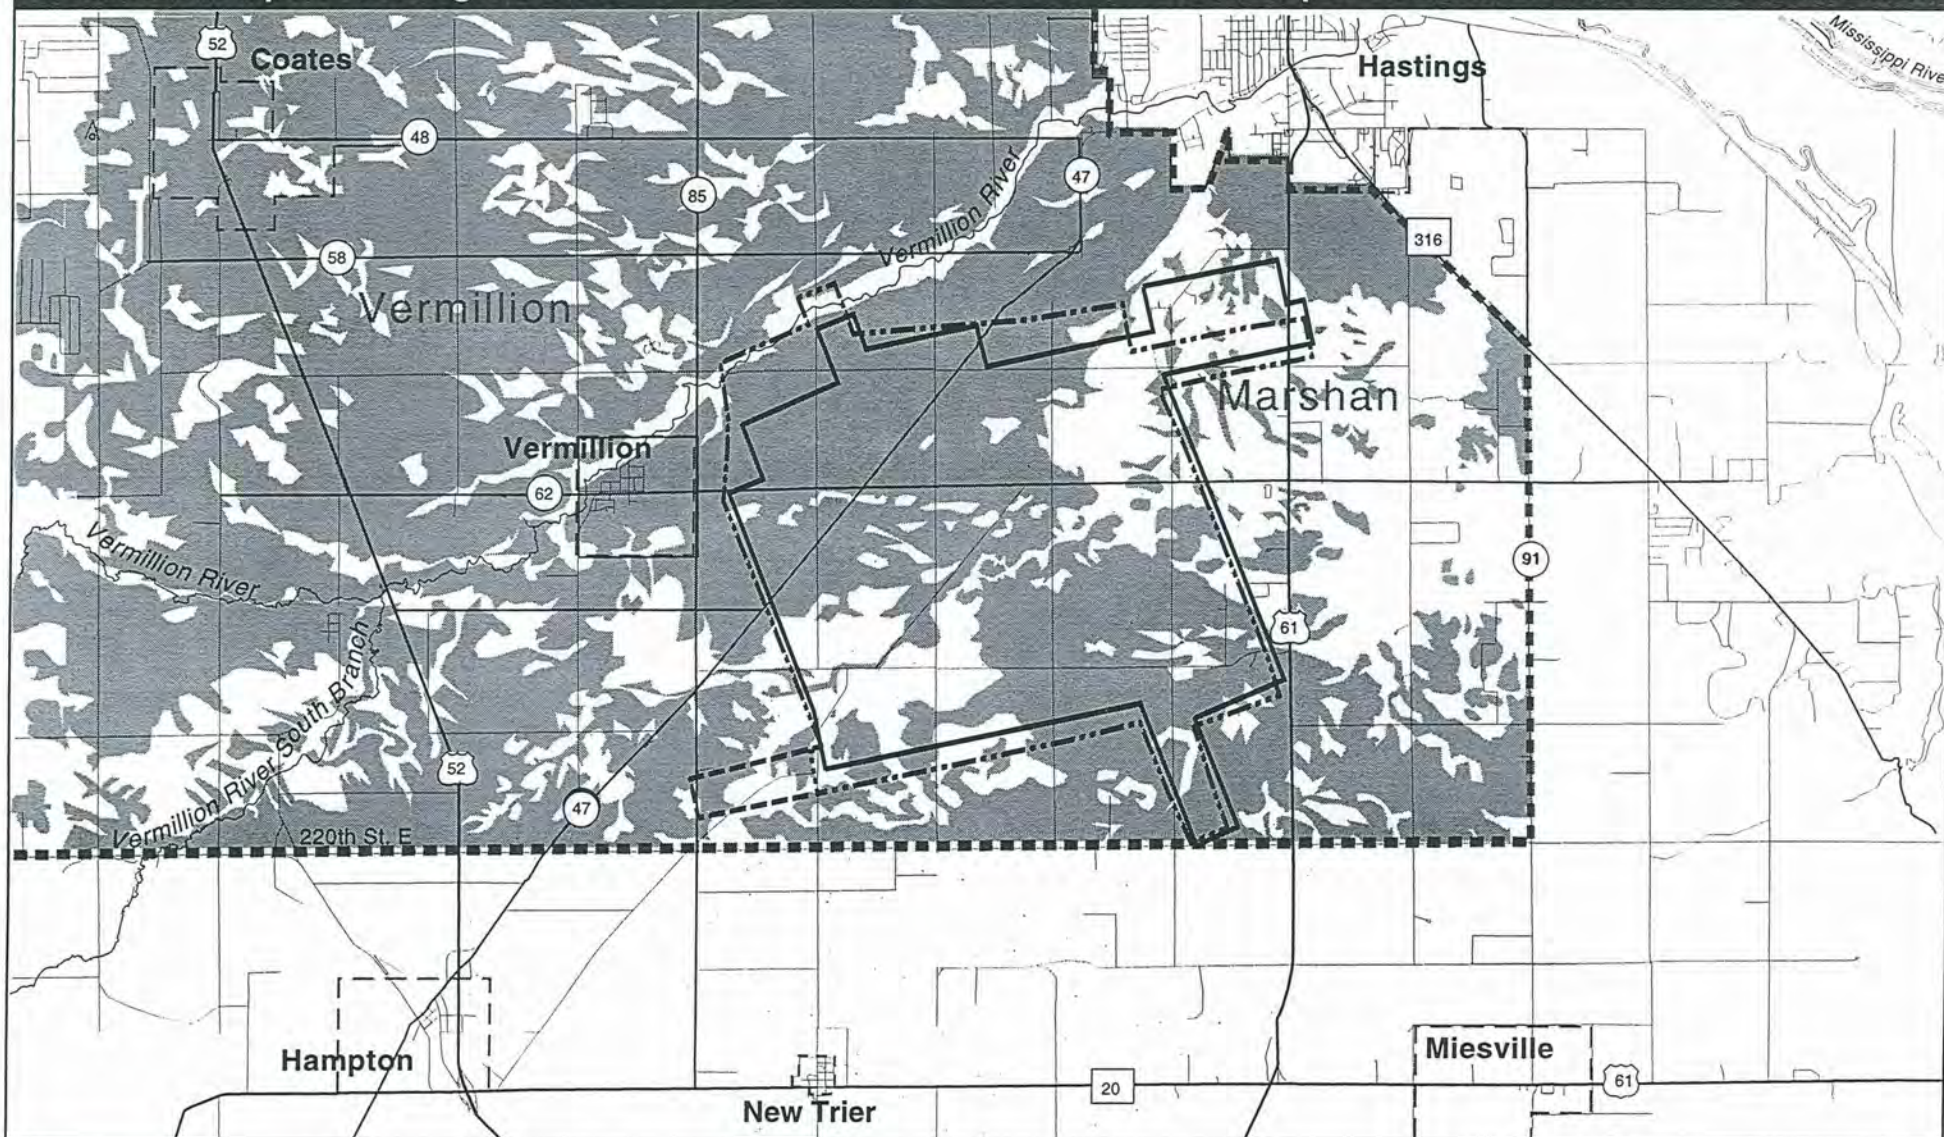 52
Coates
Hastings
Mississippi River
48
47
85
Vermillion River
316
58
Vermillion
Marshan
Vermillion
62
Vermillion River
91
61
Vermillion River South Branch
52
47
220th St. E
Hampton
Miesville
61
20
New Trier